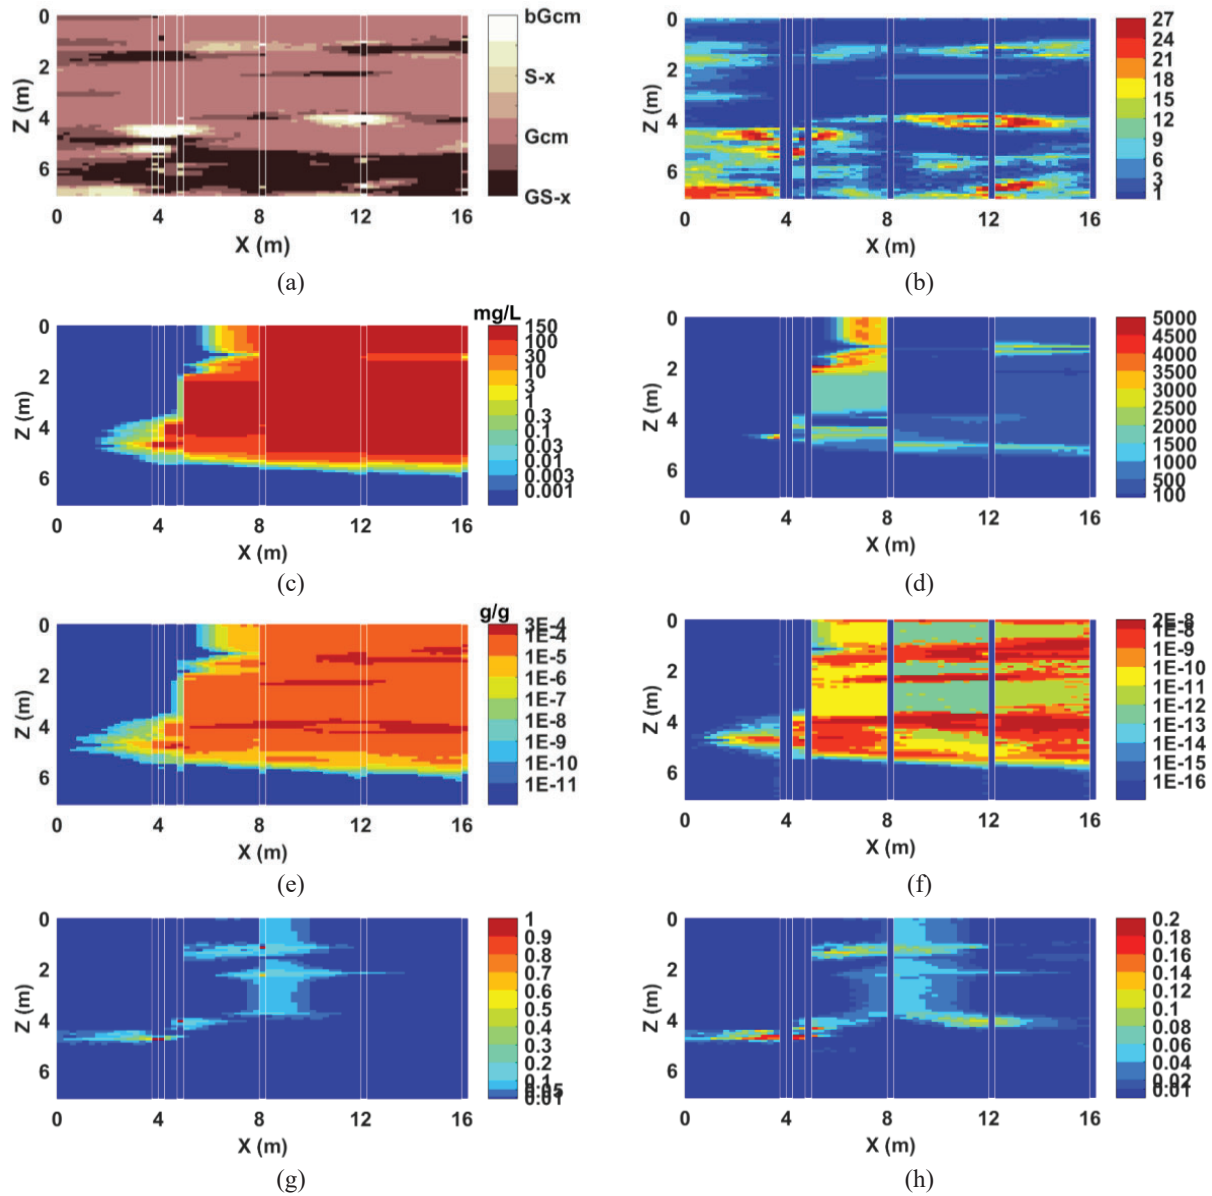 0
2
4
6
Z (m)
0 4 8 12 16
X (m)
bGcm
S-x
Gcm
GS-x
(a)
0
2
4
6
Z (m)
0 4 8 12 16
X (m)
27
24
21
18
15
12
9
6
3
1
(b)
0
2
4
6
Z (m)
0 4 8 12 16
X (m)
mg/L
150
100
30
10
3
1
0.3
0.1
0.03
0.01
0.003
0.001
(c)
0
2
4
6
Z (m)
0 4 8 12 16
X (m)
5000
4500
4000
3500
3000
2500
2000
1500
1000
500
100
(d)
0
2
4
6
Z (m)
0 4 8 12 16
X (m)
g/g
3E-4
1E-4
1E-5
1E-6
1E-7
1E-8
1E-9
1E-10
1E-11
(e)
0
2
4
6
Z (m)
0 4 8 12 16
X (m)
2E-8
1E-8
1E-9
1E-10
1E-11
1E-12
1E-13
1E-14
1E-15
1E-16
(f)
0
2
4
6
Z (m)
0 4 8 12 16
X (m)
1
0.9
0.8
0.7
0.6
0.5
0.4
0.3
0.2
0.1
0.05
0.01
(g)
0
2
4
6
Z (m)
0 4 8 12 16
X (m)
0.2
0.18
0.16
0.14
0.12
0.1
0.08
0.06
0.04
0.02
0.01
(h)